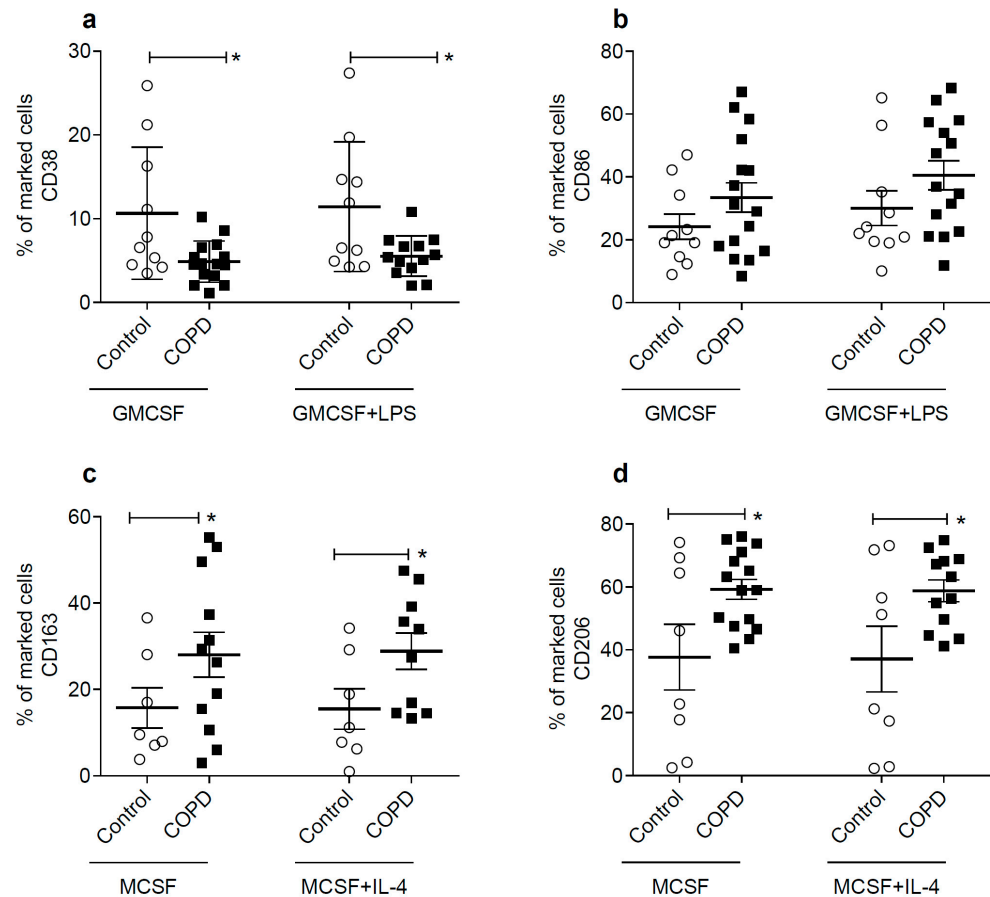 a
% of marked cells
CD38
30
20
10
0
*
*
Control
COPD
Control
COPD
GMCSF
GMCSF+LPS
b
% of marked cells
CD86
80
60
40
20
0
Control
COPD
Control
COPD
GMCSF
GMCSF+LPS
c
% of marked cells
CD163
60
40
20
0
*
*
Control
COPD
Control
COPD
MCSF
MCSF+IL-4
d
% of marked cells
CD206
80
60
40
20
0
*
*
Control
COPD
Control
COPD
MCSF
MCSF+IL-4